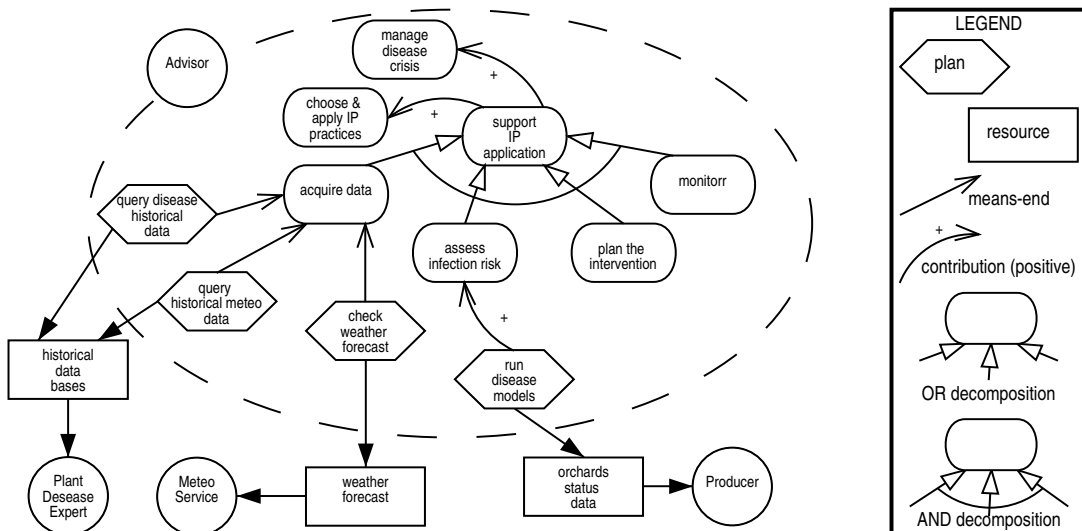 Advisor
manage
disease
crisis
+
choose &
apply IP
practices
+
support
IP
application
monitorr
acquire data
query disease
historical
data
assess
infection risk
plan the
intervention
query
historical meteo
data
check
weather
forecast
+
run
disease
models
historical
data
bases
Plant
Desease
Expert
Meteo
Service
weather
forecast
orchards
status
data
Producer
LEGEND
plan
resource
means-end
+
contribution (positive)
OR decomposition
AND decomposition